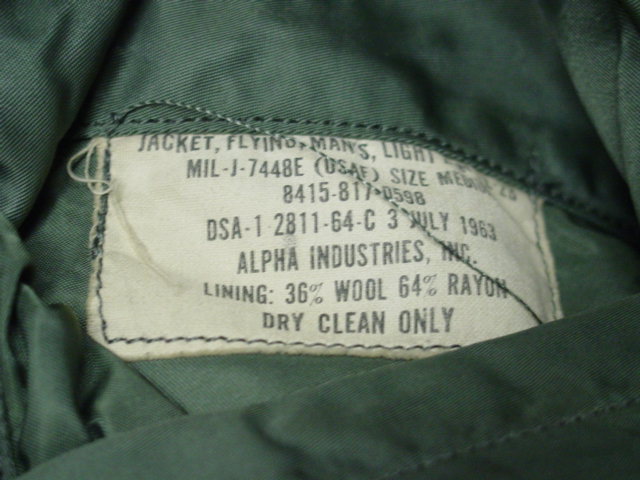 JACKET, FLYING, MAN'S, LIGHT
MIL-J-7448E (USAF) SIZE MEDIUM
8415-817-0598
DSA-1 2811-64-C 3 JULY 1963
ALPHA INDUSTRIES, INC.
LINING: 36% WOOL 64% RAYON
DRY CLEAN ONLY